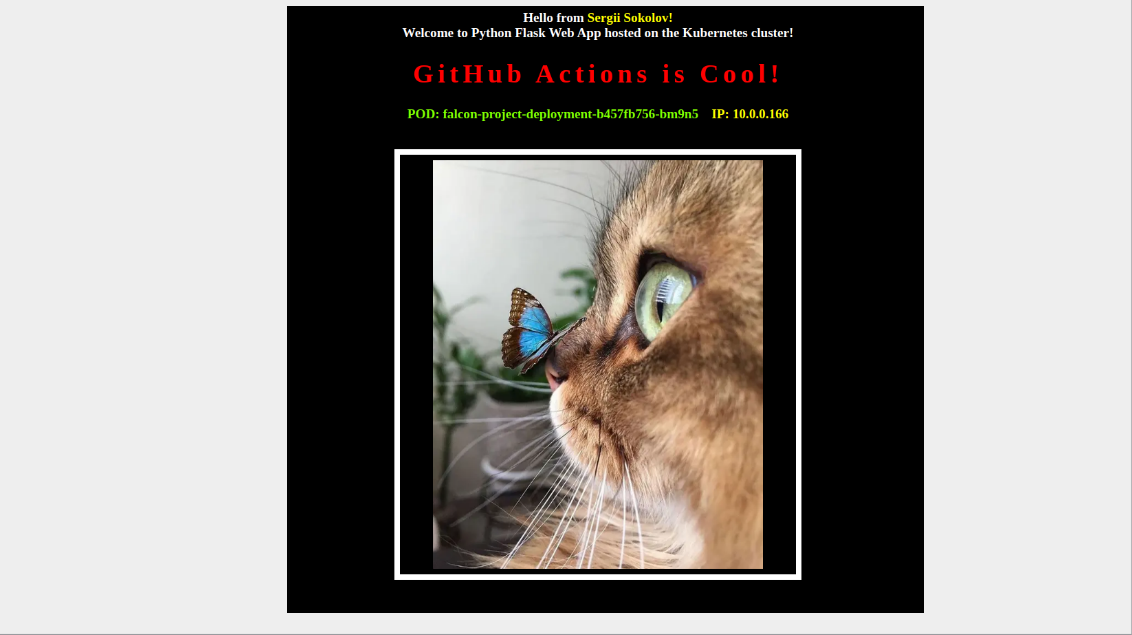 Hello from Sergii Sokolov!
Welcome to Python Flask Web App hosted on the Kubernetes cluster!
GitHub Actions is Cool!
POD: falcon-project-deployment-b457fb756-bm9n5 IP: 10.0.0.166